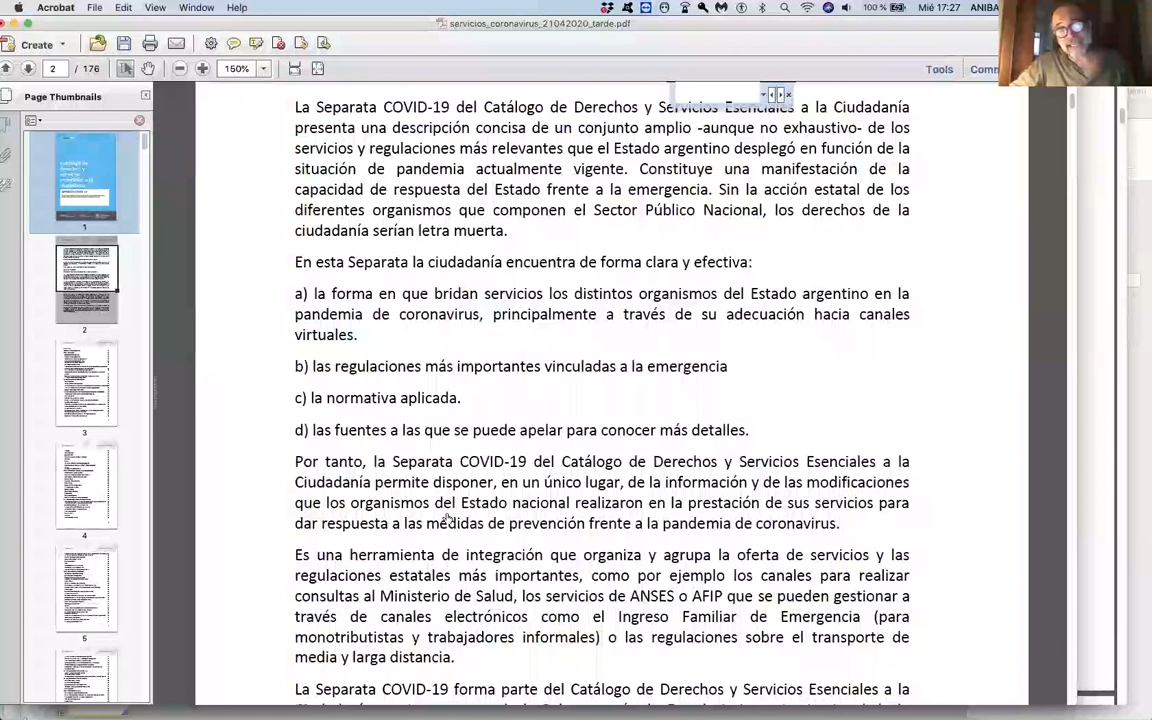 Acrobat File Edit View Window Help 100 % Mié 17:27 ANIBA
servicios_coronavirus_21042020_tarde.pdf
Create
2 / 176 150% Tools Comm
Page Thumbnails
1
2
3
4
5
La Separata COVID-19 del Catálogo de Derechos y Servicios Esenciales a la Ciudadanía
presenta una descripción concisa de un conjunto amplio -aunque no exhaustivo- de los
servicios y regulaciones más relevantes que el Estado argentino desplegó en función de la
situación de pandemia actualmente vigente. Constituye una manifestación de la
capacidad de respuesta del Estado frente a la emergencia. Sin la acción estatal de los
diferentes organismos que componen el Sector Público Nacional, los derechos de la
ciudadanía serían letra muerta.
En esta Separata la ciudadanía encuentra de forma clara y efectiva:
a) la forma en que bridan servicios los distintos organismos del Estado argentino en la
pandemia de coronavirus, principalmente a través de su adecuación hacia canales
virtuales.
b) las regulaciones más importantes vinculadas a la emergencia
c) la normativa aplicada.
d) las fuentes a las que se puede apelar para conocer más detalles.
Por tanto, la Separata COVID-19 del Catálogo de Derechos y Servicios Esenciales a la
Ciudadanía permite disponer, en un único lugar, de la información y de las modificaciones
que los organismos del Estado nacional realizaron en la prestación de sus servicios para
dar respuesta a las medidas de prevención frente a la pandemia de coronavirus.
Es una herramienta de integración que organiza y agrupa la oferta de servicios y las
regulaciones estatales más importantes, como por ejemplo los canales para realizar
consultas al Ministerio de Salud, los servicios de ANSES o AFIP que se pueden gestionar a
través de canales electrónicos como el Ingreso Familiar de Emergencia (para
monotributistas y trabajadores informales) o las regulaciones sobre el transporte de
media y larga distancia.
La Separata COVID-19 forma parte del Catálogo de Derechos y Servicios Esenciales a la